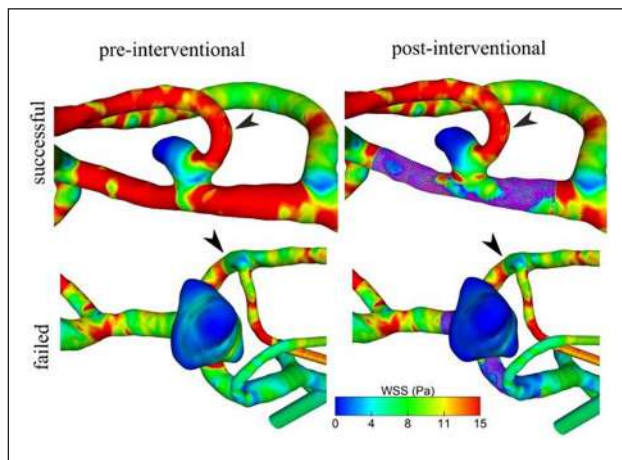 pre-interventional
post-interventional
successful
failed
WSS (Pa)
0 4 8 11 15